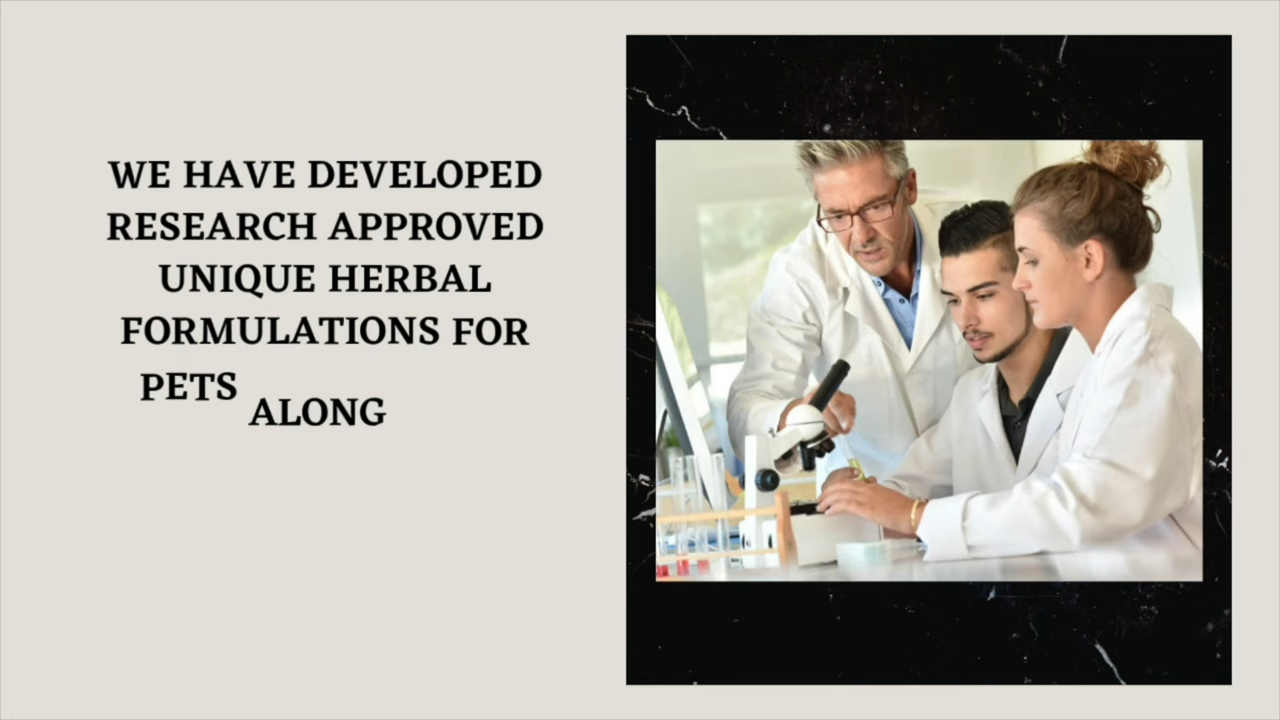 WE HAVE DEVELOPED
RESEARCH APPROVED
UNIQUE HERBAL
FORMULATIONS FOR
PETS ALONG